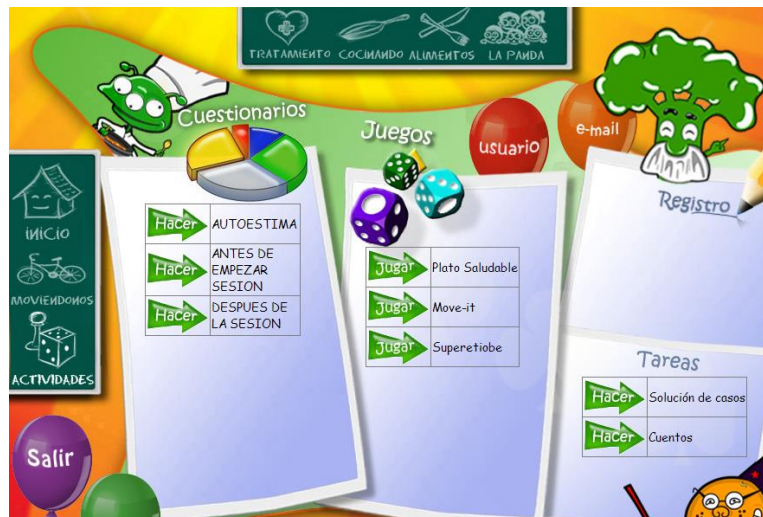 TRATAMIENTO COCINANDO ALIMENTOS LA PANDA
Cuestionarios
Juegos
usuario
e-mail
Registro
INICIO
MOVIENDONOS
ACTIVIDADES
Hacer AUTOESTIMA
Hacer ANTES DE
EMPEZAR
SESION
Hacer DESPUES DE
LA SESION
Jugar Plato Saludable
Jugar Move-it
Jugar Superetiobe
Tareas
Hacer Solución de casos
Hacer Cuentos
Salir